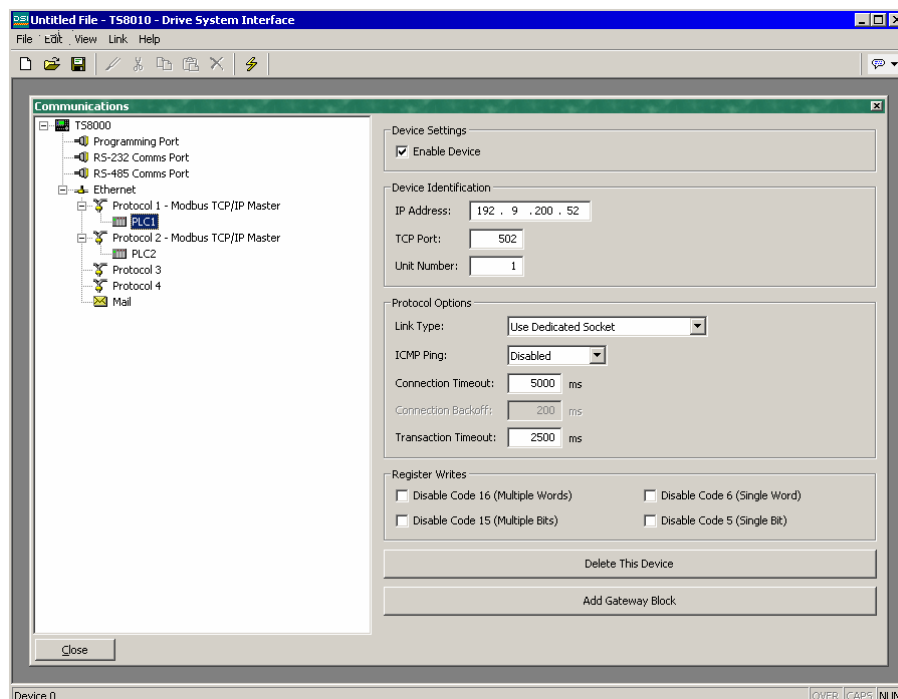 DSI Untitled File - TS8010 - Drive System Interface
File Edit View Link Help
Communications
TS8000
Programming Port
RS-232 Comms Port
RS-485 Comms Port
Ethernet
Protocol 1 - Modbus TCP/IP Master
PLC1
Protocol 2 - Modbus TCP/IP Master
PLC2
Protocol 3
Protocol 4
Mail
Device Settings
Enable Device
Device Identification
IP Address: 192 . 9 .200 . 52
TCP Port: 502
Unit Number: 1
Protocol Options
Link Type: Use Dedicated Socket
ICMP Ping: Disabled
Connection Timeout: 5000 ms
Connection Backoff: 200 ms
Transaction Timeout: 2500 ms
Register Writes
Disable Code 16 (Multiple Words) Disable Code 6 (Single Word)
Disable Code 15 (Multiple Bits) Disable Code 5 (Single Bit)
Delete This Device
Add Gateway Block
Close
Device 0 OVER CAPS NUM